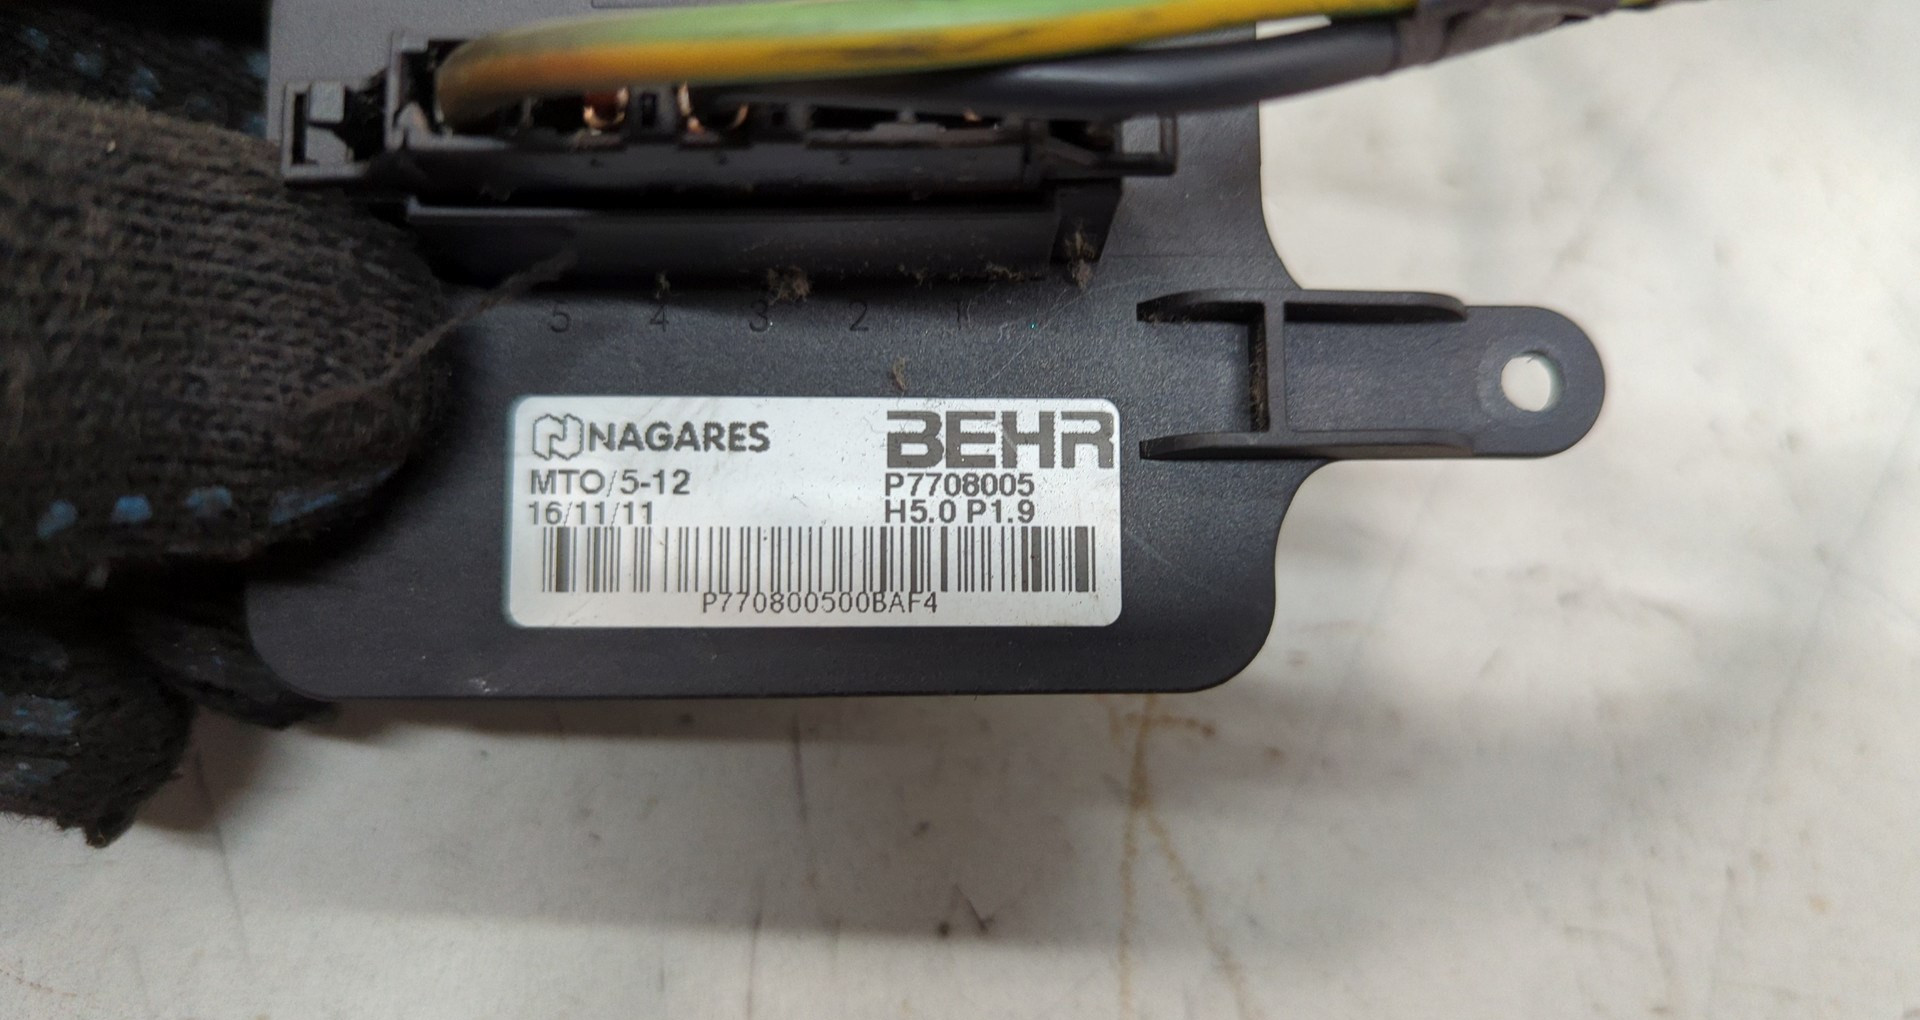 5 4 3 2 1
NAGARES BEHR
MTO/5-12 P7708005
16/11/11 H5.0 P1.9
P770800500BAF4